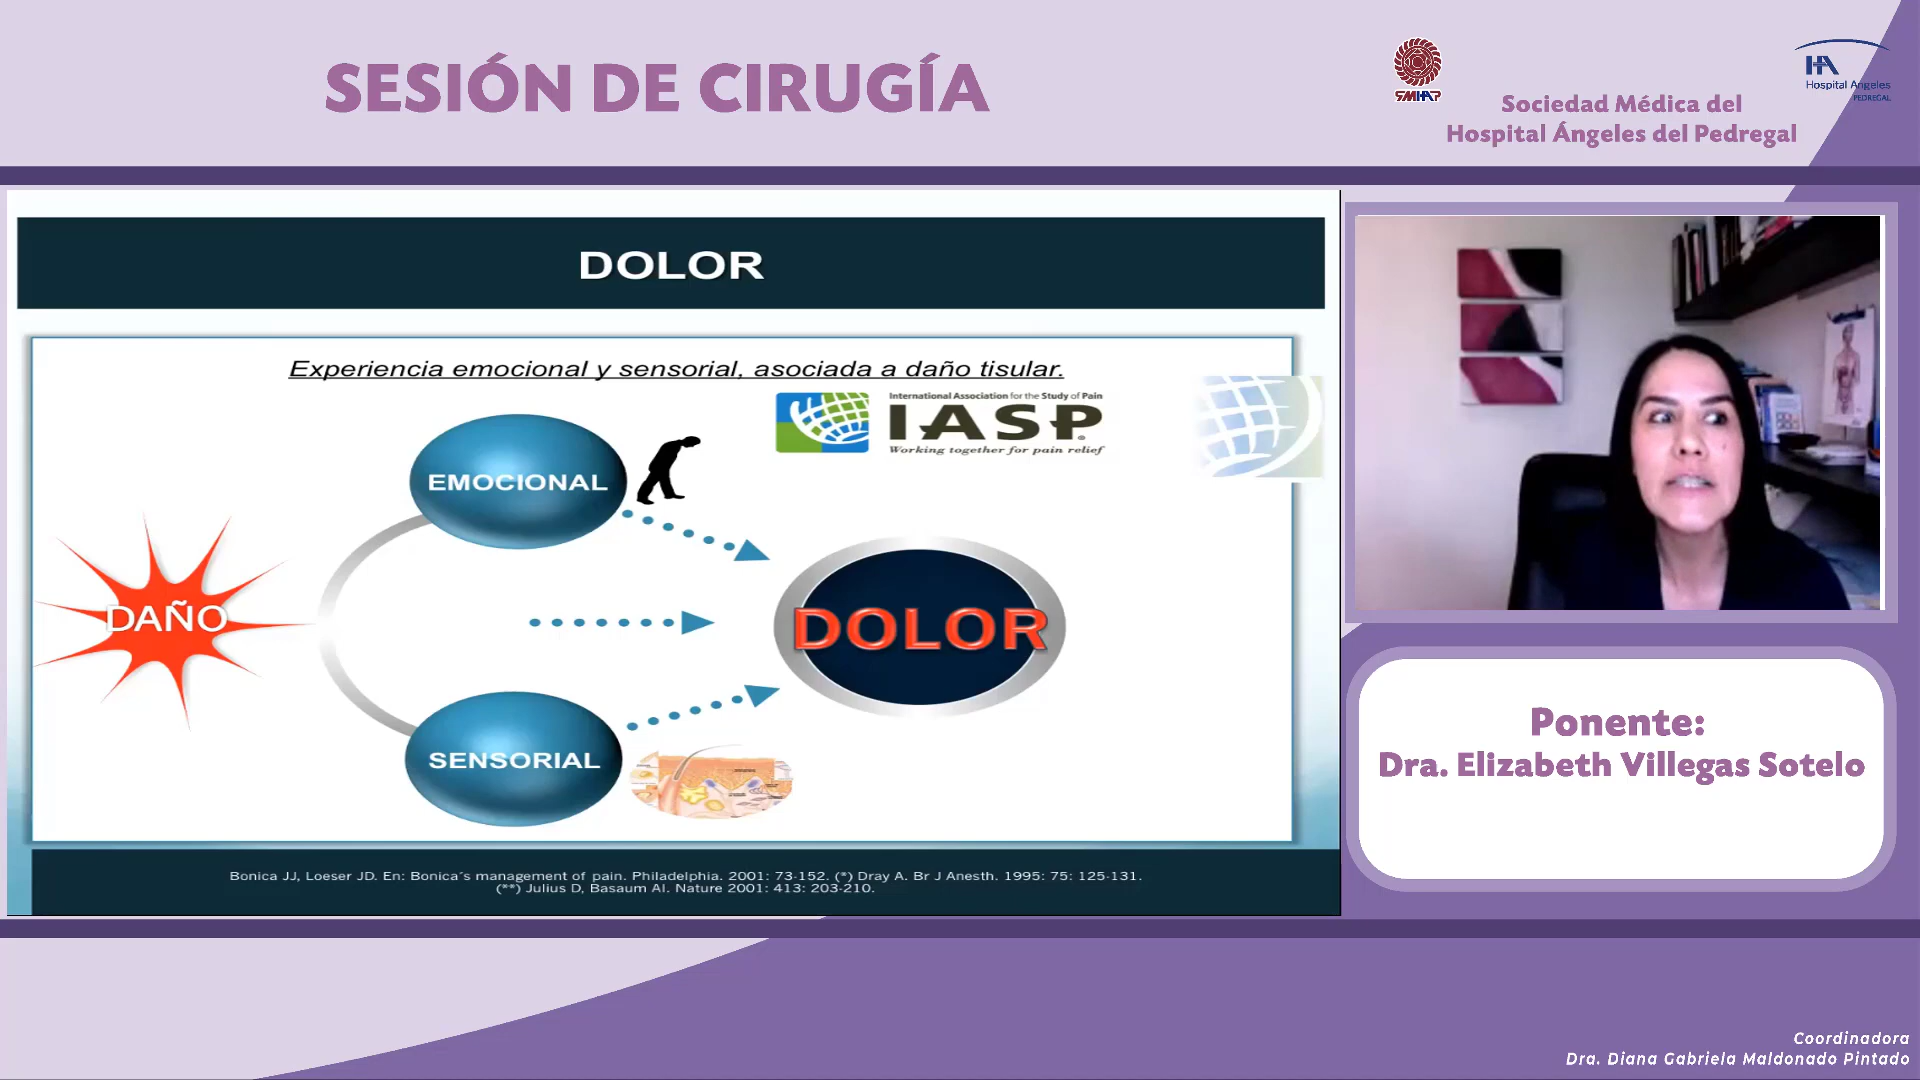 SESIÓN DE CIRUGÍA
SMHAP
Sociedad Médica del
Hospital Ángeles del Pedregal
HA
Hospital Angeles
PEDREGAL
DOLOR
Experiencia emocional y sensorial, asociada a daño tisular.
International Association for the Study of Pain
IASP
Working together for pain relief
EMOCIONAL
DAÑO
DOLOR
SENSORIAL
Bonica JJ, Loeser JD. En: Bonica´s management of pain. Philadelphia. 2001: 73-152. (*) Dray A. Br J Anesth. 1995: 75: 125-131.
(**) Julius D, Basaum AI. Nature 2001: 413: 203-210.
Ponente:
Dra. Elizabeth Villegas Sotelo
Coordinadora
Dra. Diana Gabriela Maldonado Pintado